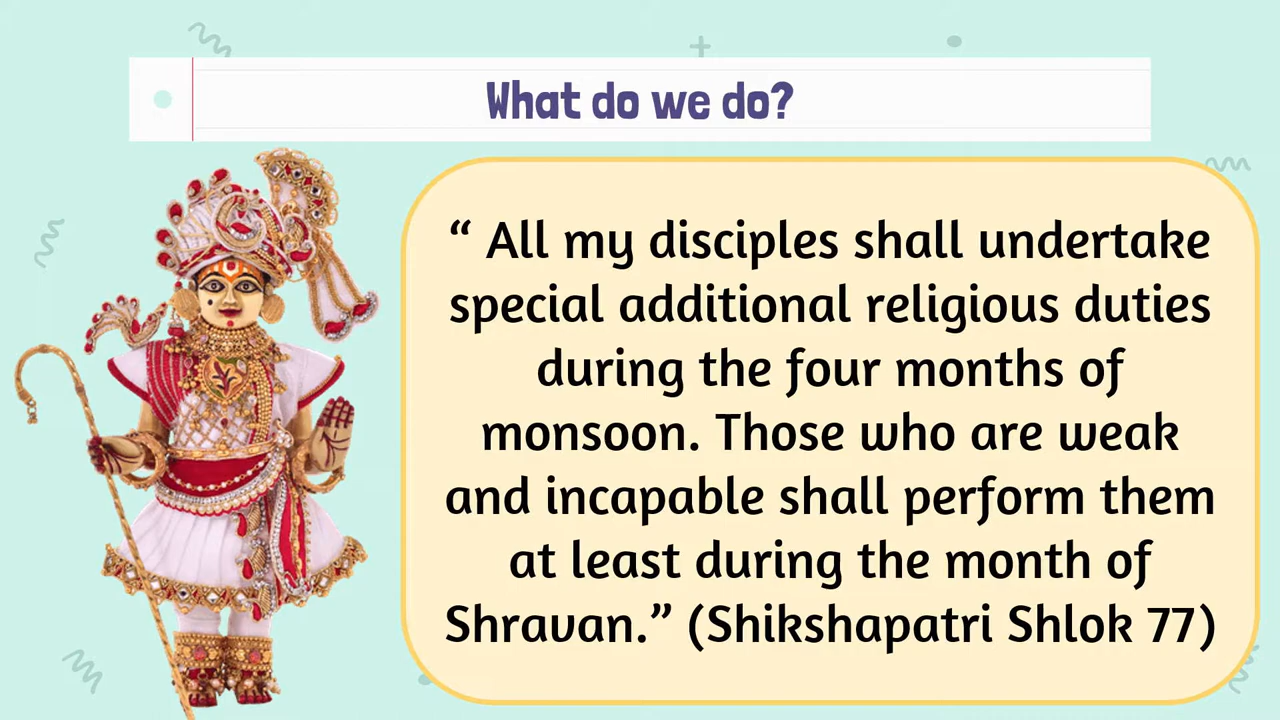 What do we do?
“ All my disciples shall undertake
special additional religious duties
during the four months of
monsoon. Those who are weak
and incapable shall perform them
at least during the month of
Shravan.” (Shikshapatri Shlok 77)